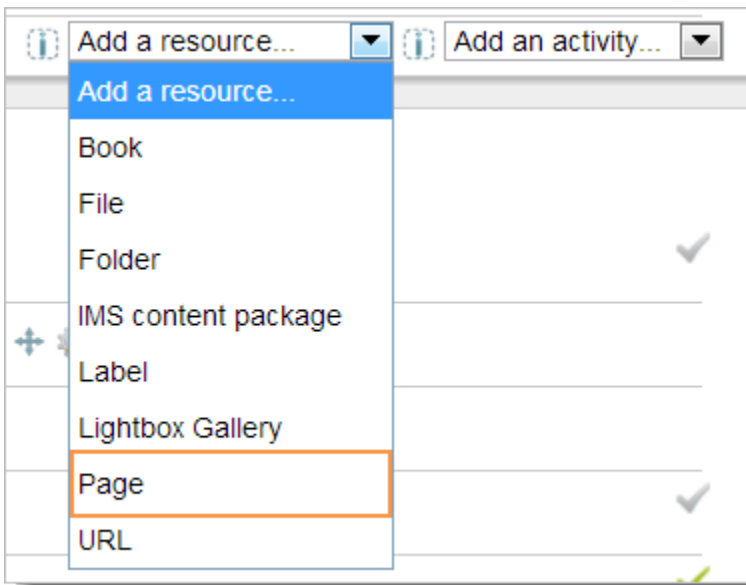 Add a resource... Add an activity...
Add a resource...
Book
File
Folder
IMS content package
Label
Lightbox Gallery
Page
URL